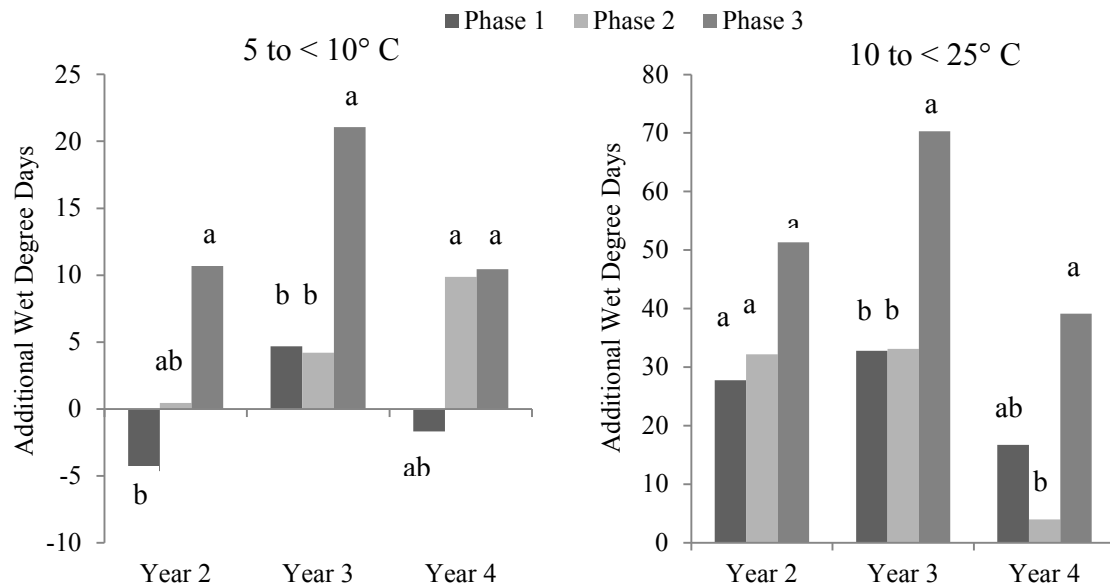 Phase 1 Phase 2 Phase 3
5 to < 10° C
Additional Wet Degree Days
25
20
15
10
5
0
-5
-10
b
ab
a
b b
a
ab
a a
Year 2 Year 3 Year 4
10 to < 25° C
Additional Wet Degree Days
80
70
60
50
40
30
20
10
0
a a
a
b b
a
ab
b
a
Year 2 Year 3 Year 4